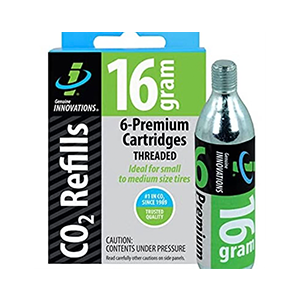 Genuine
INNOVATIONS®
CO2 Refills
16
gram
6-Premium
Cartridges
THREADED
Ideal for small
to medium size tires
#1 IN CO2
SINCE 1989
TRUSTED
QUALITY
CAUTION:
CONTENTS UNDER PRESSURE
Read carefully other cautions on side panels.
Genuine
INNOVATIONS
Premium
16
gram